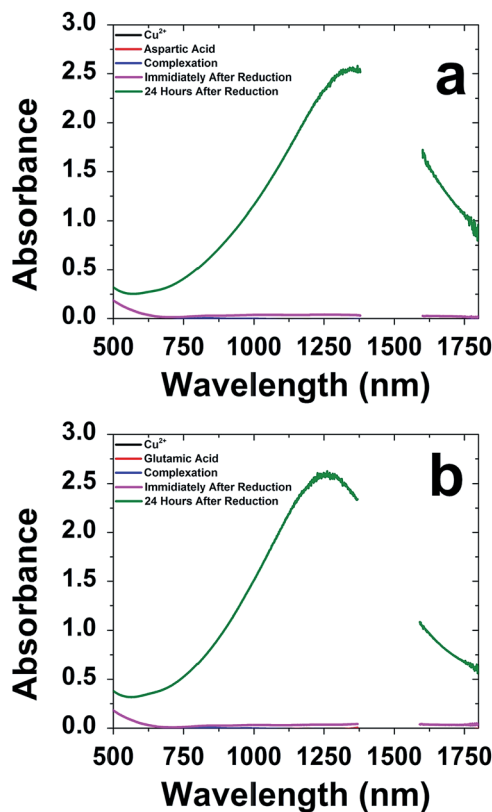 3.0
2.5
2.0
1.5
1.0
0.5
0.0
Absorbance
Cu²⁺
Aspartic Acid
Complexation
Immidiately After Reduction
24 Hours After Reduction
a
500 750 1000 1250 1500 1750
Wavelength (nm)
3.0
2.5
2.0
1.5
1.0
0.5
0.0
Absorbance
Cu²⁺
Glutamic Acid
Complexation
Immidiately After Reduction
24 Hours After Reduction
b
500 750 1000 1250 1500 1750
Wavelength (nm)